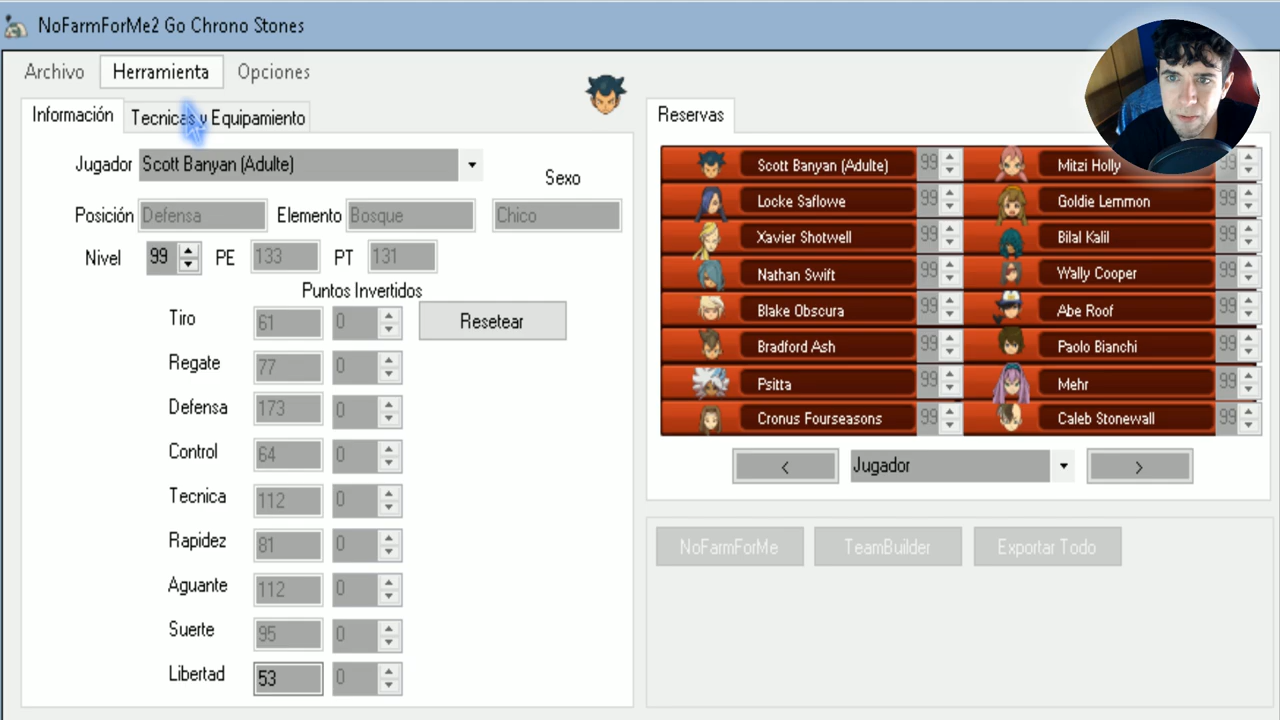 NoFarmForMe2 Go Chrono Stones
Archivo Herramienta Opciones
Información Tecnicas y Equipamiento
Jugador Scott Banyan (Adulte)
Sexo
Posición Defensa Elemento Bosque Chico
Nivel 99 PE 133 PT 131
Puntos Invertidos
Tiro 61 0 Resetear
Regate 77 0
Defensa 173 0
Control 64 0
Tecnica 112 0
Rapidez 81 0
Aguante 112 0
Suerte 95 0
Libertad 53 0
Reservas
Scott Banyan (Adulte) 99 Mitzi Holly 99
Locke Saflowe 99 Goldie Lemmon 99
Xavier Shotwell 99 Bilal Kalil 99
Nathan Swift 99 Wally Cooper 99
Blake Obscura 99 Abe Roof 99
Bradford Ash 99 Paolo Bianchi 99
Psitta 99 Mehr 99
Cronus Fourseasons 99 Caleb Stonewall 99
< Jugador >
NoFarmForMe TeamBuilder Exportar Todo